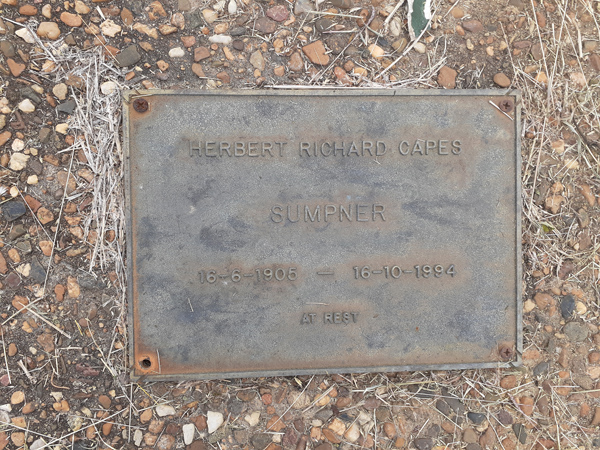 HERBERT RICHARD CAPES
SUMPNER
16-6-1905 — 16-10-1994
AT REST